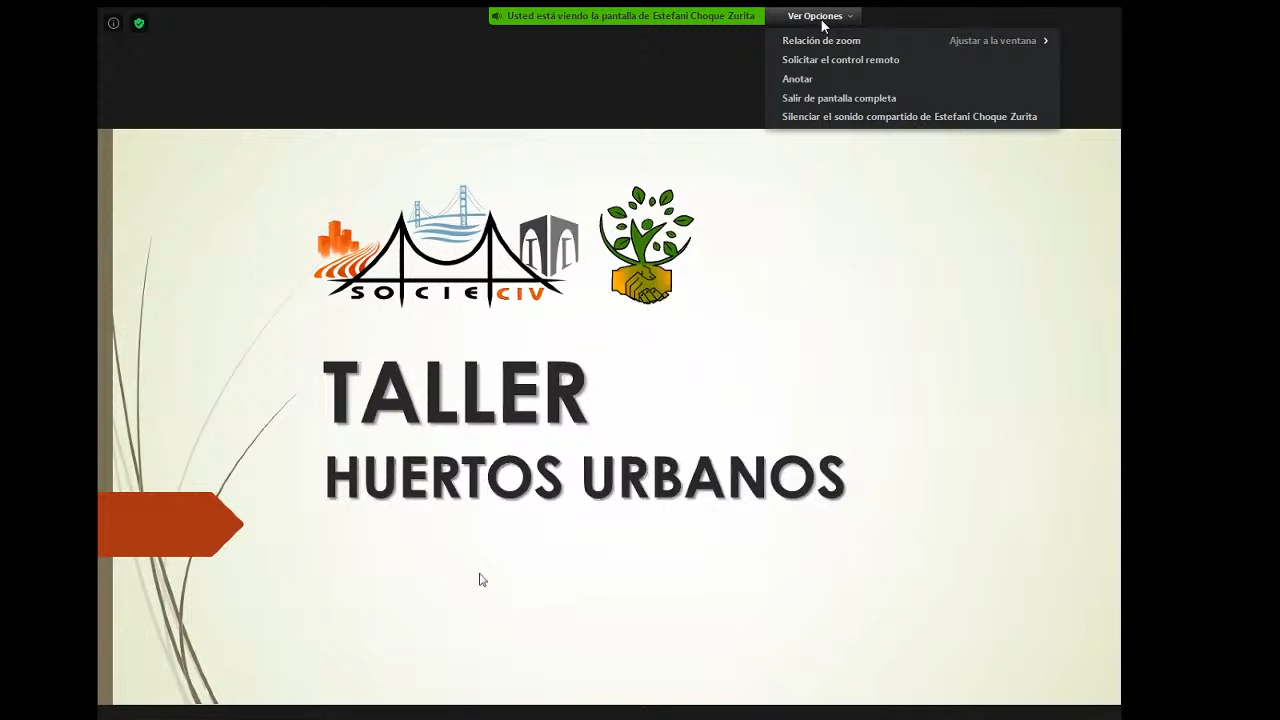 Usted está viendo la pantalla de Estefani Choque Zurita
Ver Opciones
Relación de zoom Ajustar a la ventana
Solicitar el control remoto
Anotar
Salir de pantalla completa
Silenciar el sonido compartido de Estefani Choque Zurita
SOCIECIV
TALLER
HUERTOS URBANOS